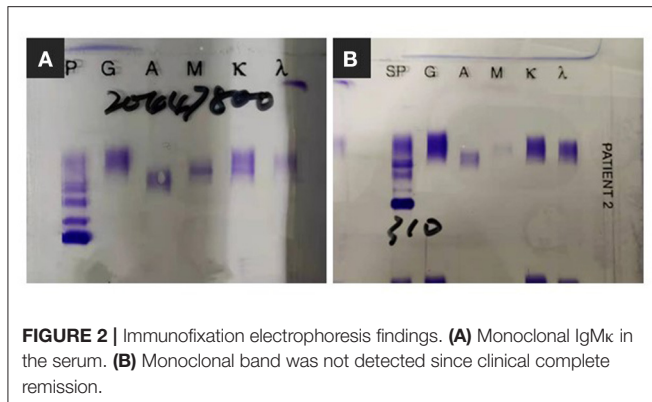 A
P G A M K λ
20647800
B
SP G A M K λ
PATIENT 2
310
FIGURE 2 | Immunofixation electrophoresis findings. (A) Monoclonal IgMκ in
the serum. (B) Monoclonal band was not detected since clinical complete
remission.